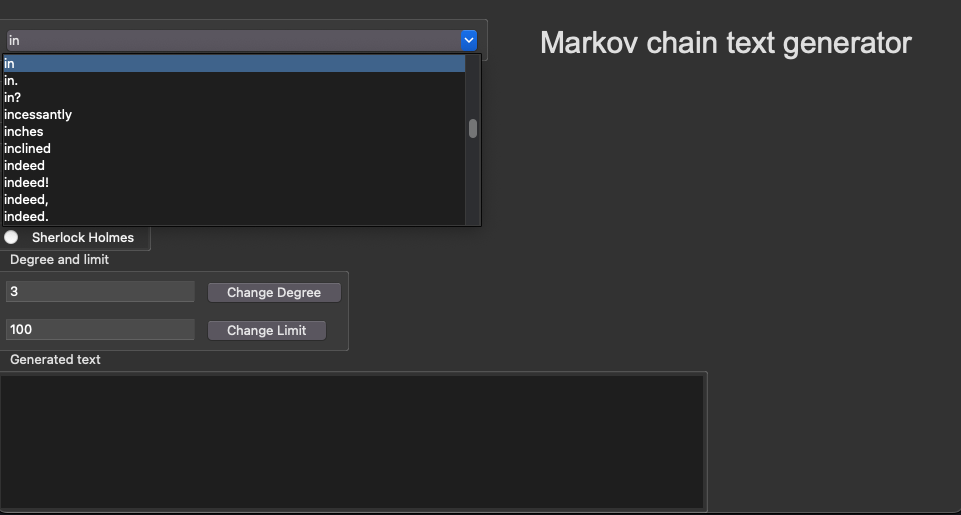 in
Markov chain text generator
in
in.
in?
incessantly
inches
inclined
indeed
indeed!
indeed,
indeed.
Sherlock Holmes
Degree and limit
3
Change Degree
100
Change Limit
Generated text